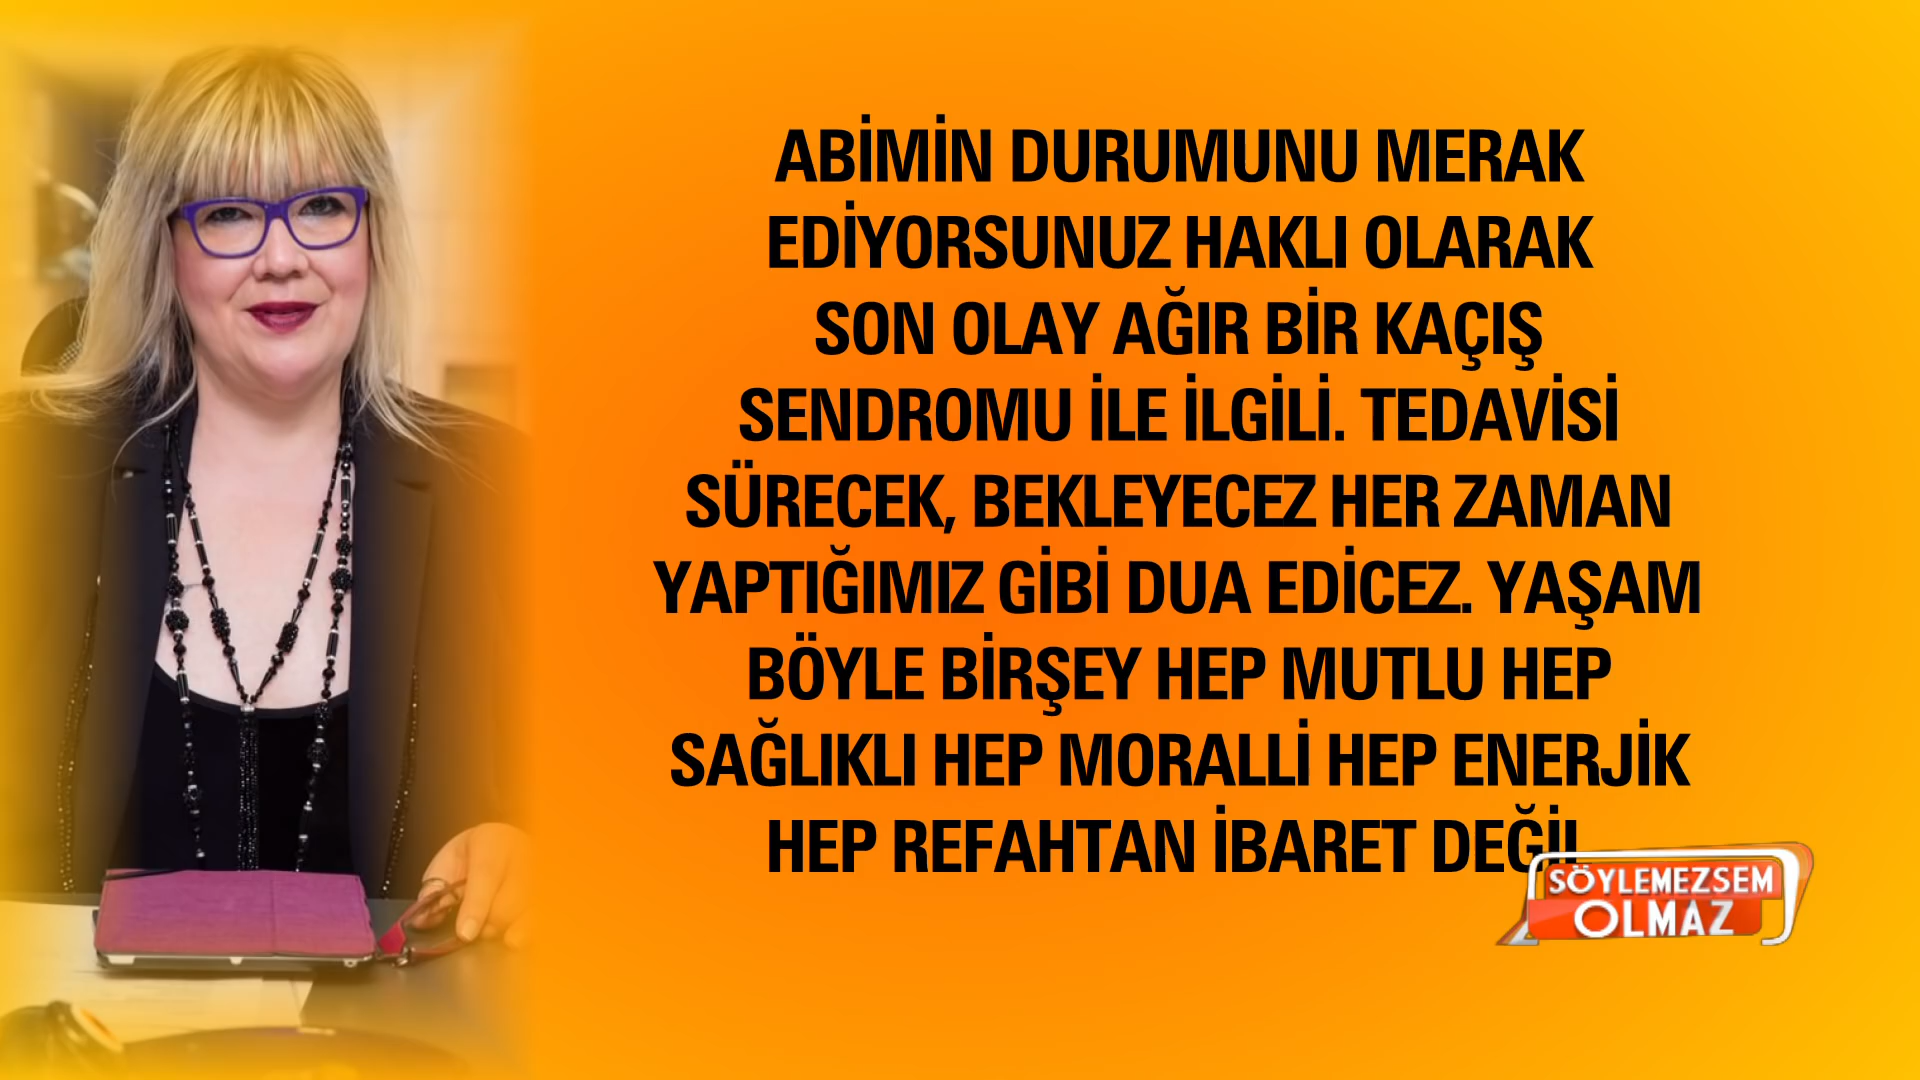 ABİMİN DURUMUNU MERAK
EDİYORSUNUZ HAKLI OLARAK
SON OLAY AĞIR BİR KAÇIŞ
SENDROMU İLE İLGİLİ. TEDAVİSİ
SÜRECEK, BEKLEYECEZ HER ZAMAN
YAPTIĞIMIZ GİBİ DUA EDİCEZ. YAŞAM
BÖYLE BİRŞEY HEP MUTLU HEP
SAĞLIKLI HEP MORALLİ HEP ENERJİK
HEP REFAHTAN İBARET DEĞİL
SÖYLEMEZSEM
OLMAZ